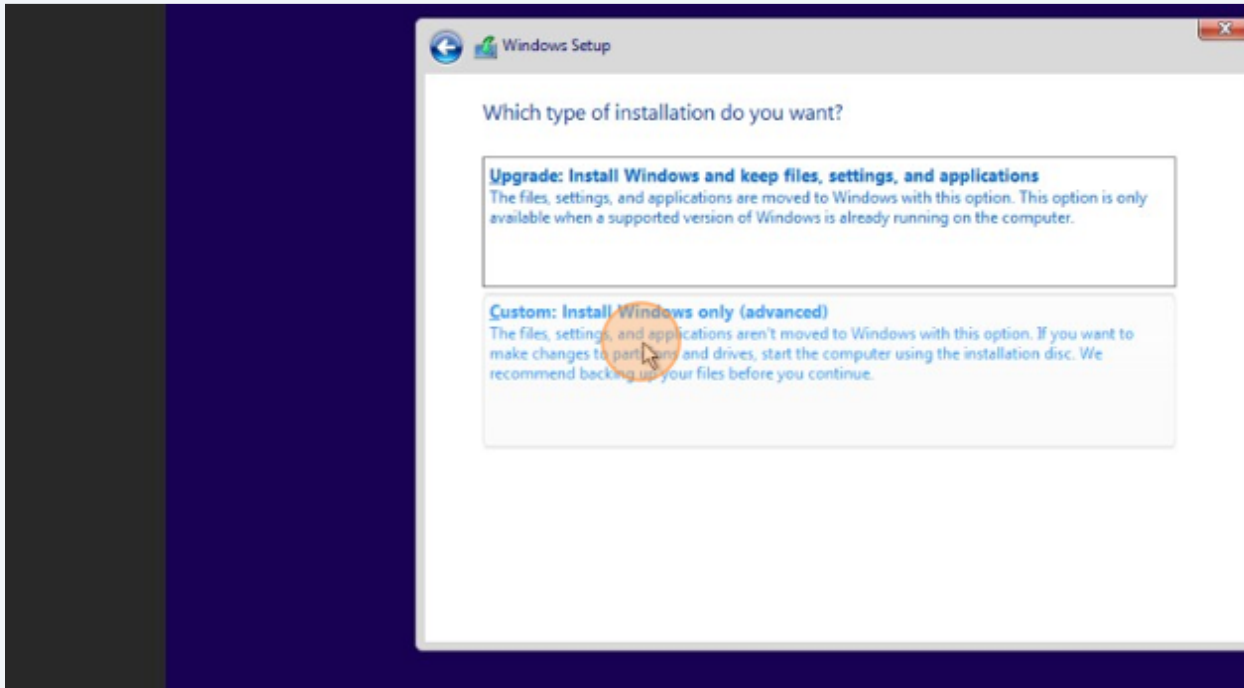 Windows Setup
Which type of installation do you want?
Upgrade: Install Windows and keep files, settings, and applications
The files, settings, and applications are moved to Windows with this option. This option is only
available when a supported version of Windows is already running on the computer.
Custom: Install Windows only (advanced)
The files, settings, and applications aren't moved to Windows with this option. If you want to
make changes to partitions and drives, start the computer using the installation disc. We
recommend backing up your files before you continue.